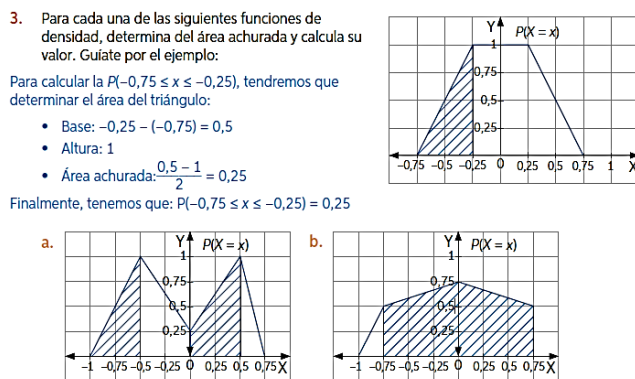 3. Para cada una de las siguientes funciones de
densidad, determina del área achurada y calcula su
valor. Guíate por el ejemplo:
Para calcular la P(−0,75 ≤ x ≤ −0,25), tendremos que
determinar el área del triángulo:
• Base: −0,25 − (−0,75) = 0,5
• Altura: 1
• Área achurada: 0,5 − 1
2
= 0,25
Finalmente, tenemos que: P(−0,75 ≤ x ≤ −0,25) = 0,25
Y P(X = x)
1
0,75
0,5
0,25
−0,75 −0,5 −0,25 0 0,25 0,5 0,75 1 X
a.
Y P(X = x)
1
0,75
0,5
0,25
−1 −0,75 −0,5 −0,25 0 0,25 0,5 0,75 X
b.
Y P(X = x)
1
0,75
0,5
0,25
−1 −0,75 −0,5 −0,25 0 0,25 0,5 0,75 X